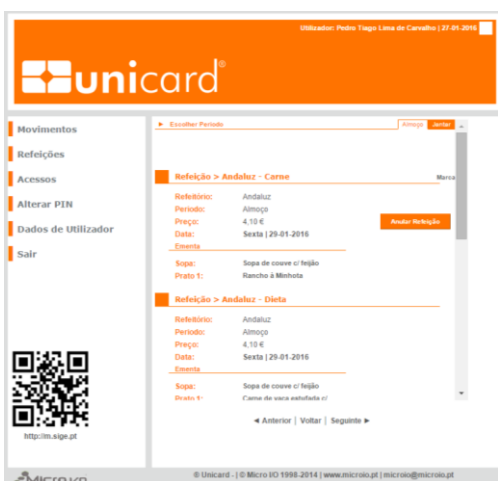 Utilizador: Pedro Tiago Lima de Carvalho | 27-01-2016
unicard®
Movimentos
Refeições
Acessos
Alterar PIN
Dados de Utilizador
Sair
http://m.sige.pt
► Escolher Período
Almoço Jantar
Refeição > Andaluz - Carne
Marca
Refeitório: Andaluz
Período: Almoço
Preço: 4,10 €
Anular Refeição
Data: Sexta | 29-01-2016
Ementa
Sopa: Sopa de couve c/ feijão
Prato 1: Rancho à Minhota
Refeição > Andaluz - Dieta
Refeitório: Andaluz
Período: Almoço
Preço: 4,10 €
Data: Sexta | 29-01-2016
Ementa
Sopa: Sopa de couve c/ feijão
Prato 1: Carne de vaca estufada c/
◄ Anterior | Voltar | Seguinte ►
Micro I/O
® Unicard - | © Micro I/O 1998-2014 | www.microio.pt | microio@microio.pt